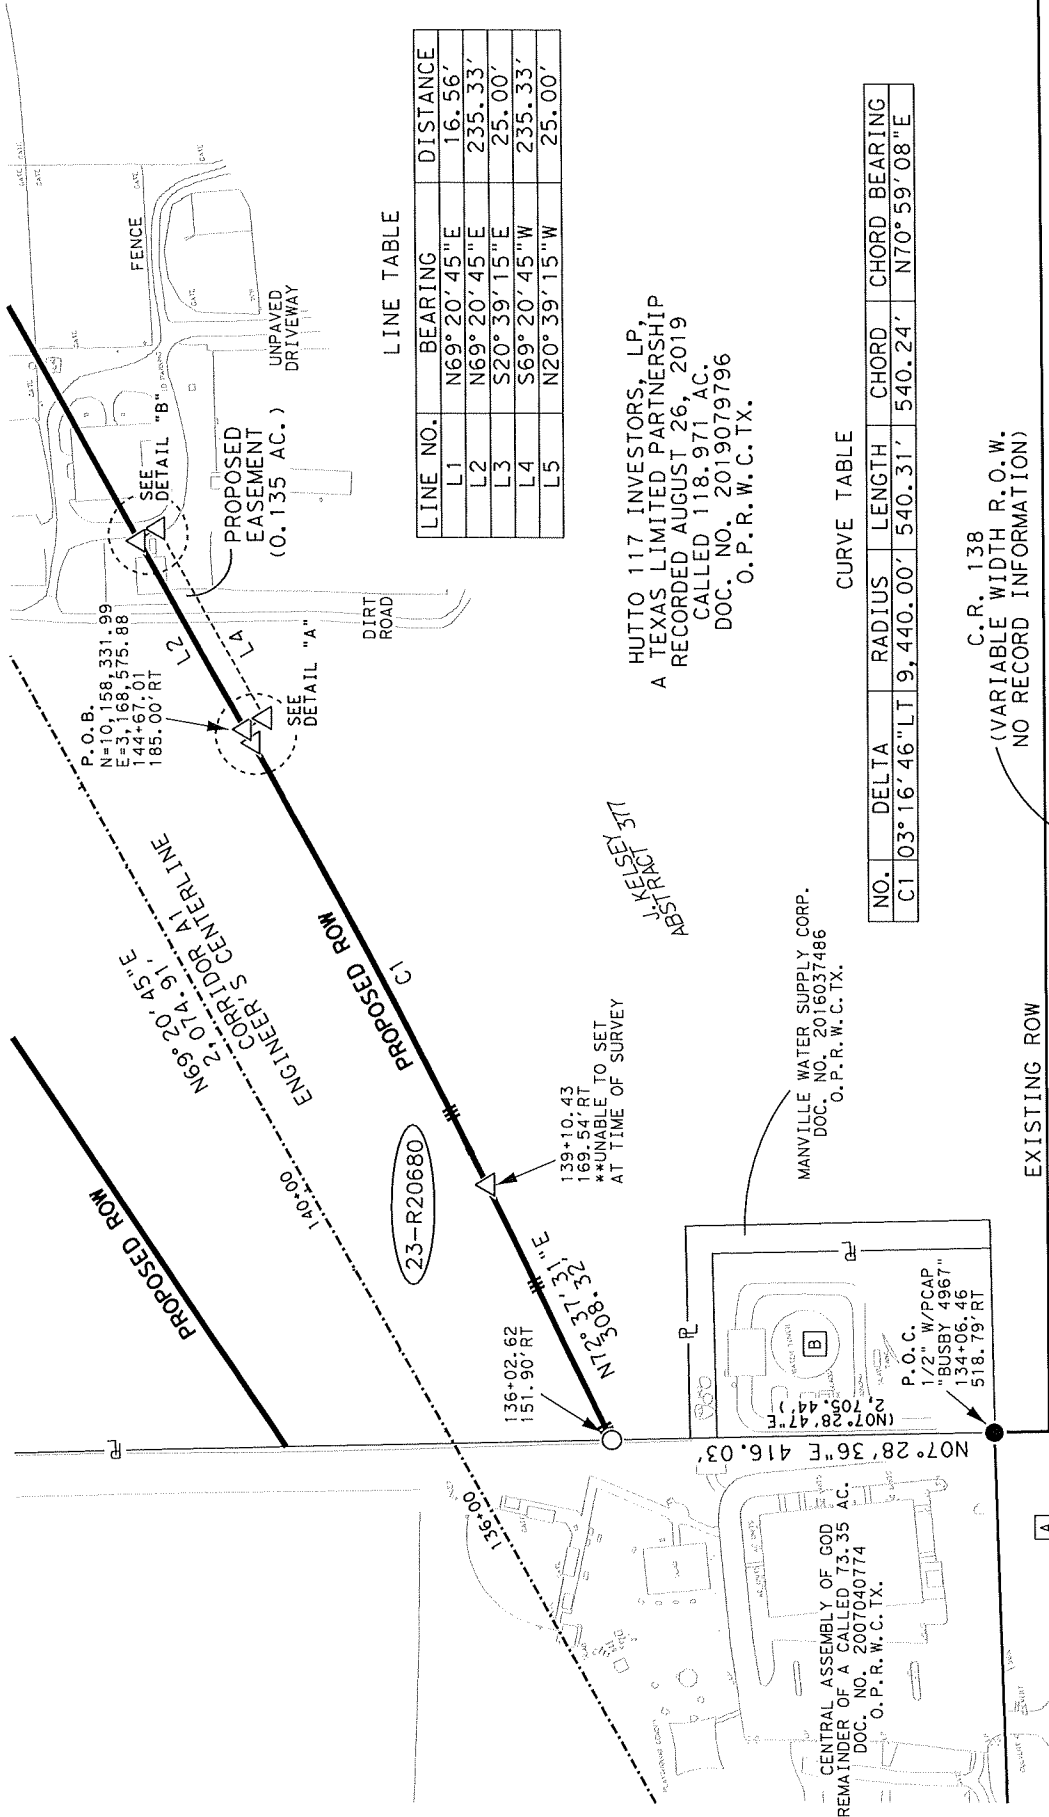 P.O.B.
N=10,158,331.99
E=3,168,575.88
144+67.01
185.00'RT
FENCE
UNPAVED
DRIVEWAY
SEE
DETAIL "B"
PROPOSED
EASEMENT
(0.135 AC.)
L2
L4
SEE
DETAIL "A"
DIRT
ROAD
LINE TABLE
LINE NO. BEARING DISTANCE
L1 N69°20'45"E 16.56'
L2 N69°20'45"E 235.33'
L3 S20°39'15"E 25.00'
L4 S69°20'45"W 235.33'
L5 N20°39'15"W 25.00'
N69°20'45"E
2,074.91'
CORRIDOR A1
ENGINEER'S CENTERLINE
PROPOSED ROW
PROPOSED ROW
C1
140+00
136+00
23-R20680
HUTTO 117 INVESTORS, LP,
A TEXAS LIMITED PARTNERSHIP
RECORDED AUGUST 26, 2019
CALLED 118.971 AC.
DOC. NO. 2019079796
O.P.R.W.C.TX.
J.KELSEY
ABSTRACT 377
139+10.43
169.54'RT
**UNABLE TO SET
AT TIME OF SURVEY
136+02.62
151.90'RT
N72°37'31"E
308.32'
CURVE TABLE
NO. DELTA RADIUS LENGTH CHORD CHORD BEARING
C1 03°16'46"LT 9,440.00' 540.31' 540.24' N70°59'08"E
MANVILLE WATER SUPPLY CORP.
DOC. NO. 2016037486
O.P.R.W.C.TX.
C.R. 138
(VARIABLE WIDTH R.O.W.
NO RECORD INFORMATION)
EXISTING ROW
WATER TOWER
B
P.O.C.
1/2" W/PCAP
"BUSBY 4967"
134+06.46
518.79'RT
(N07°28'47"E
2,705.44')
N07°28'36"E 416.03'
CENTRAL ASSEMBLY OF GOD
REMAINDER OF A CALLED 73.35 AC.
DOC. NO. 2007040774
O.P.R.W.C.TX.
A